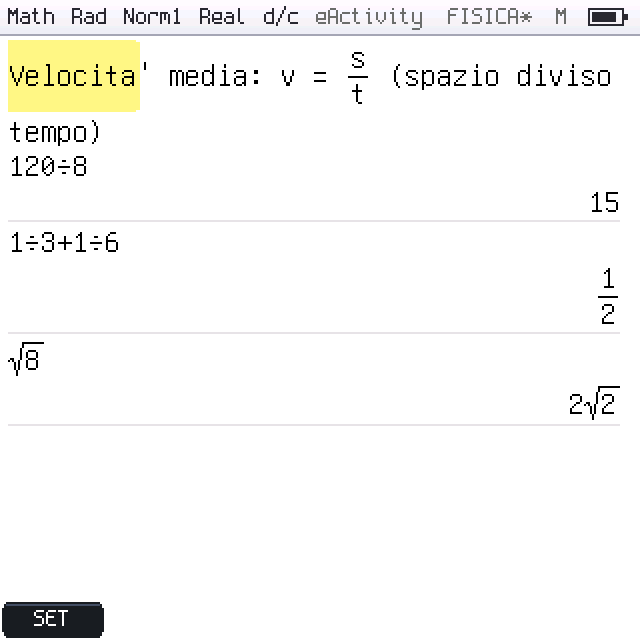 Math Rad Norm1 Real d/c eActivity FISICA* M
Velocita' media: v = s/t (spazio diviso
tempo)
120÷8
15
1÷3+1÷6
1/2
√8
2√2
SET